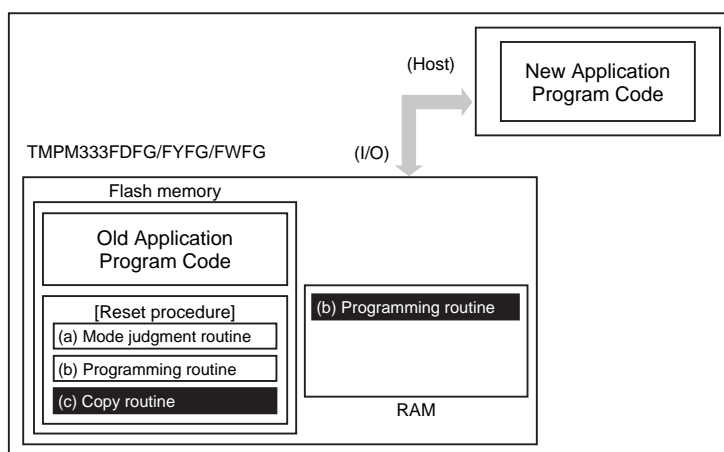 (Host)
New Application
Program Code
TMPM333FDFG/FYFG/FWFG
(I/O)
Flash memory
Old Application
Program Code
[Reset procedure]
(a) Mode judgment routine
(b) Programming routine
(c) Copy routine
(b) Programming routine
RAM